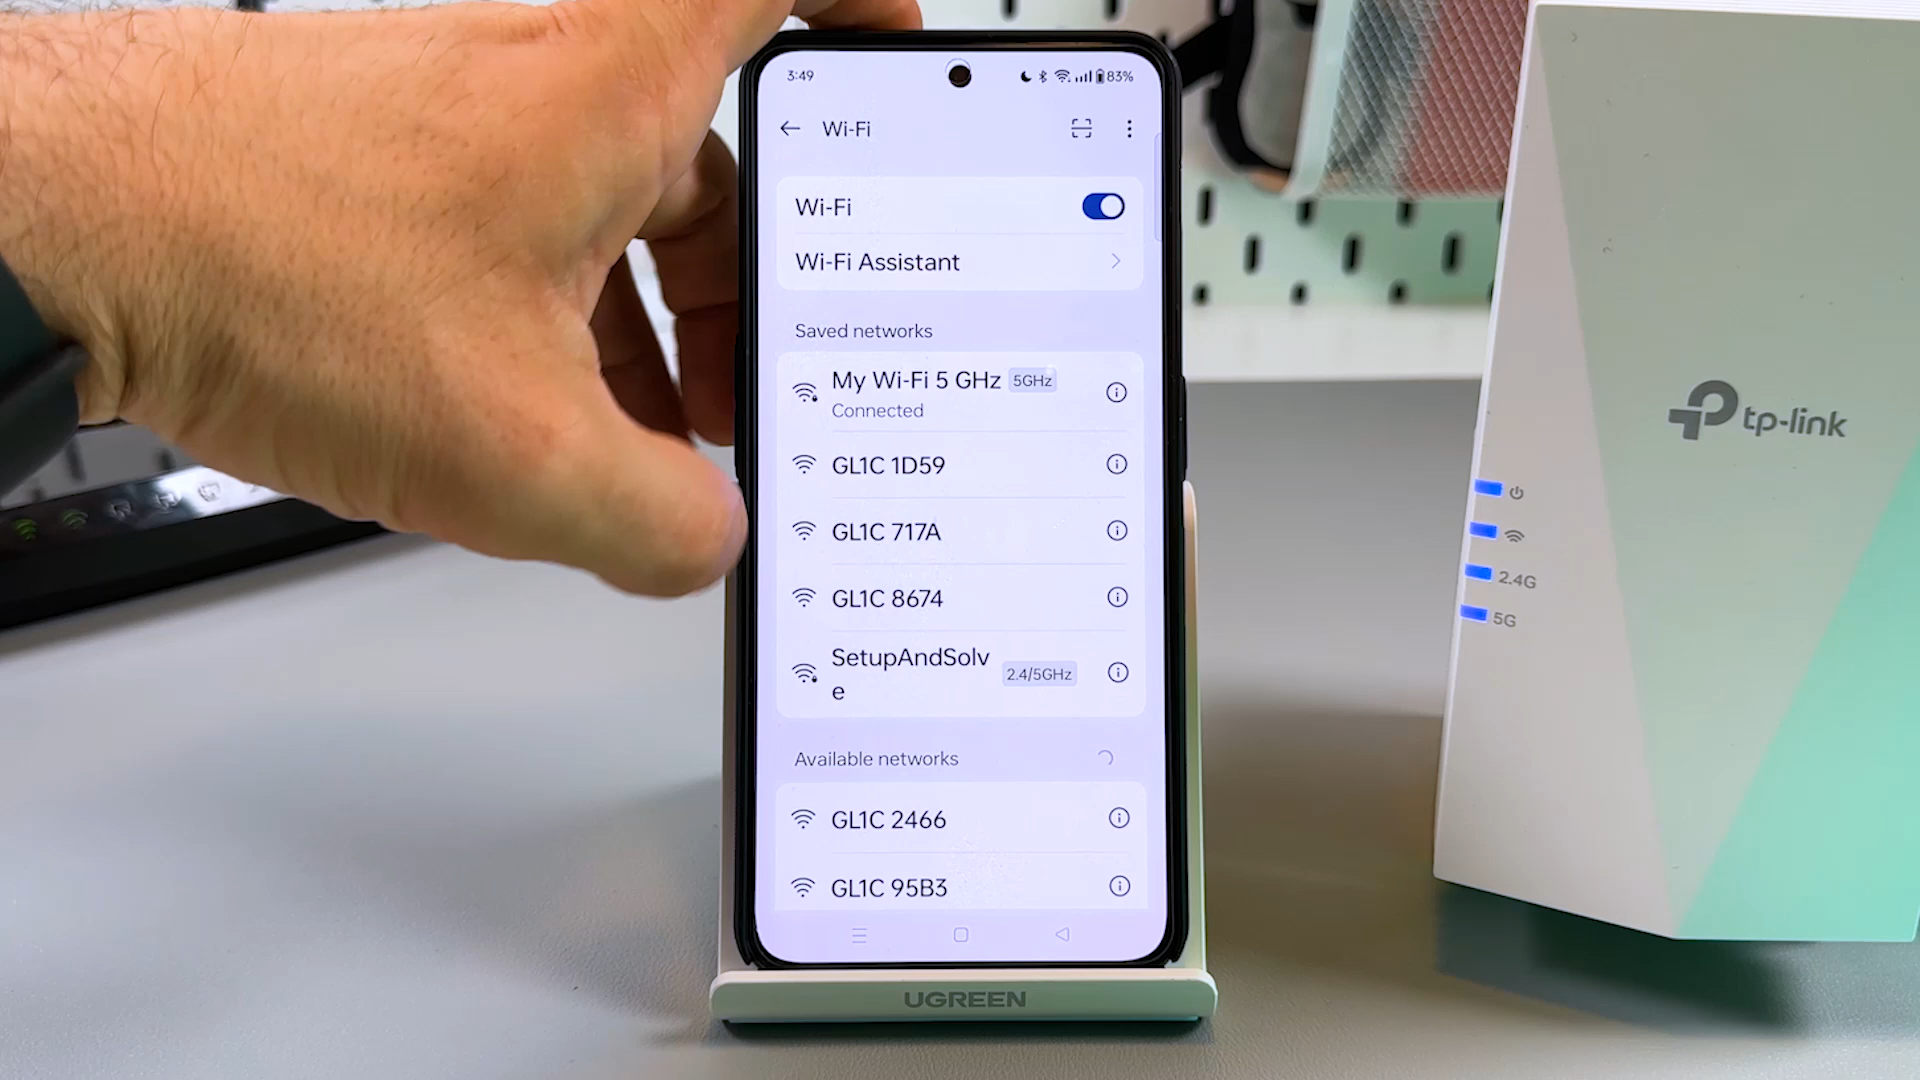 3:49
83%
Wi-Fi
Wi-Fi
Wi-Fi Assistant
Saved networks
My Wi-Fi 5 GHz 5GHz
Connected
GL1C 1D59
GL1C 717A
GL1C 8674
SetupAndSolv
e
2.4/5GHz
Available networks
GL1C 2466
GL1C 95B3
UGREEN
tp-link
2.4G
5G